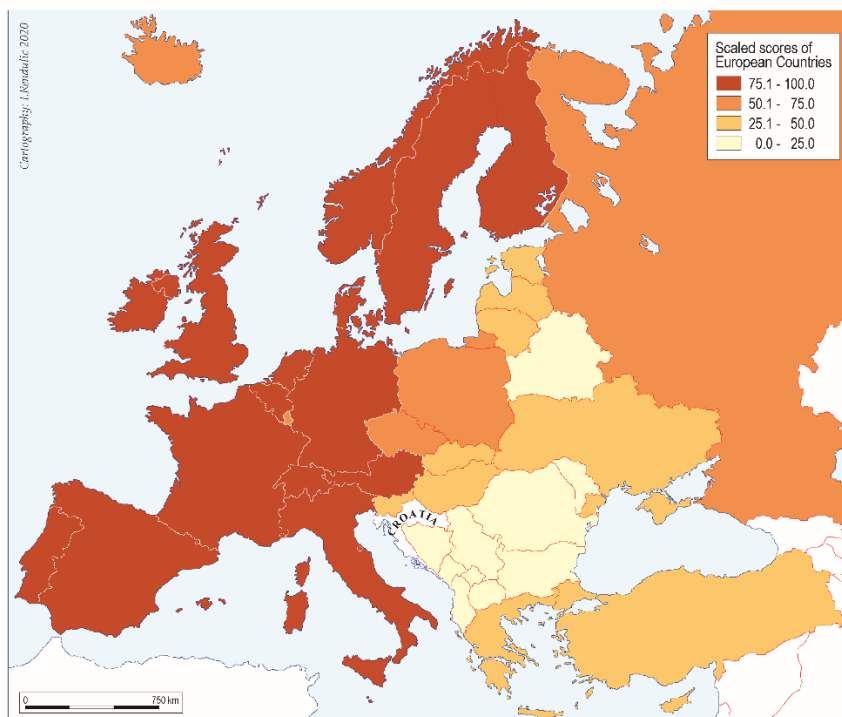 Cartography: I.Rendulic 2020
Scaled scores of
European Countries
75.1 - 100.0
50.1 - 75.0
25.1 - 50.0
0.0 - 25.0
CROATIA
0 750 km